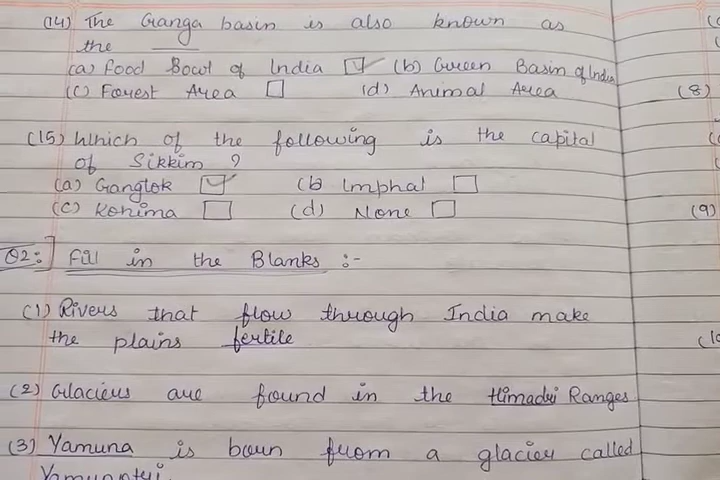 (14) The Ganga basin is also known as
the ____
(a) Food Bowl of India ☑ (b) Green Basin of India
(c) Forest Area ☐ (d) Animal Area
(15) Which of the following is the capital
of Sikkim ?
(a) Gangtok ☑ (b) Imphal ☐
(c) Kohima ☐ (d) None ☐
Q2:] Fill in the Blanks :-
(1) Rivers that flow through India make
the plains fertile
(2) Glaciers are found in the Himadri Ranges
(3) Yamuna is born from a glacier called
Yamunotri.
(8)
(9)